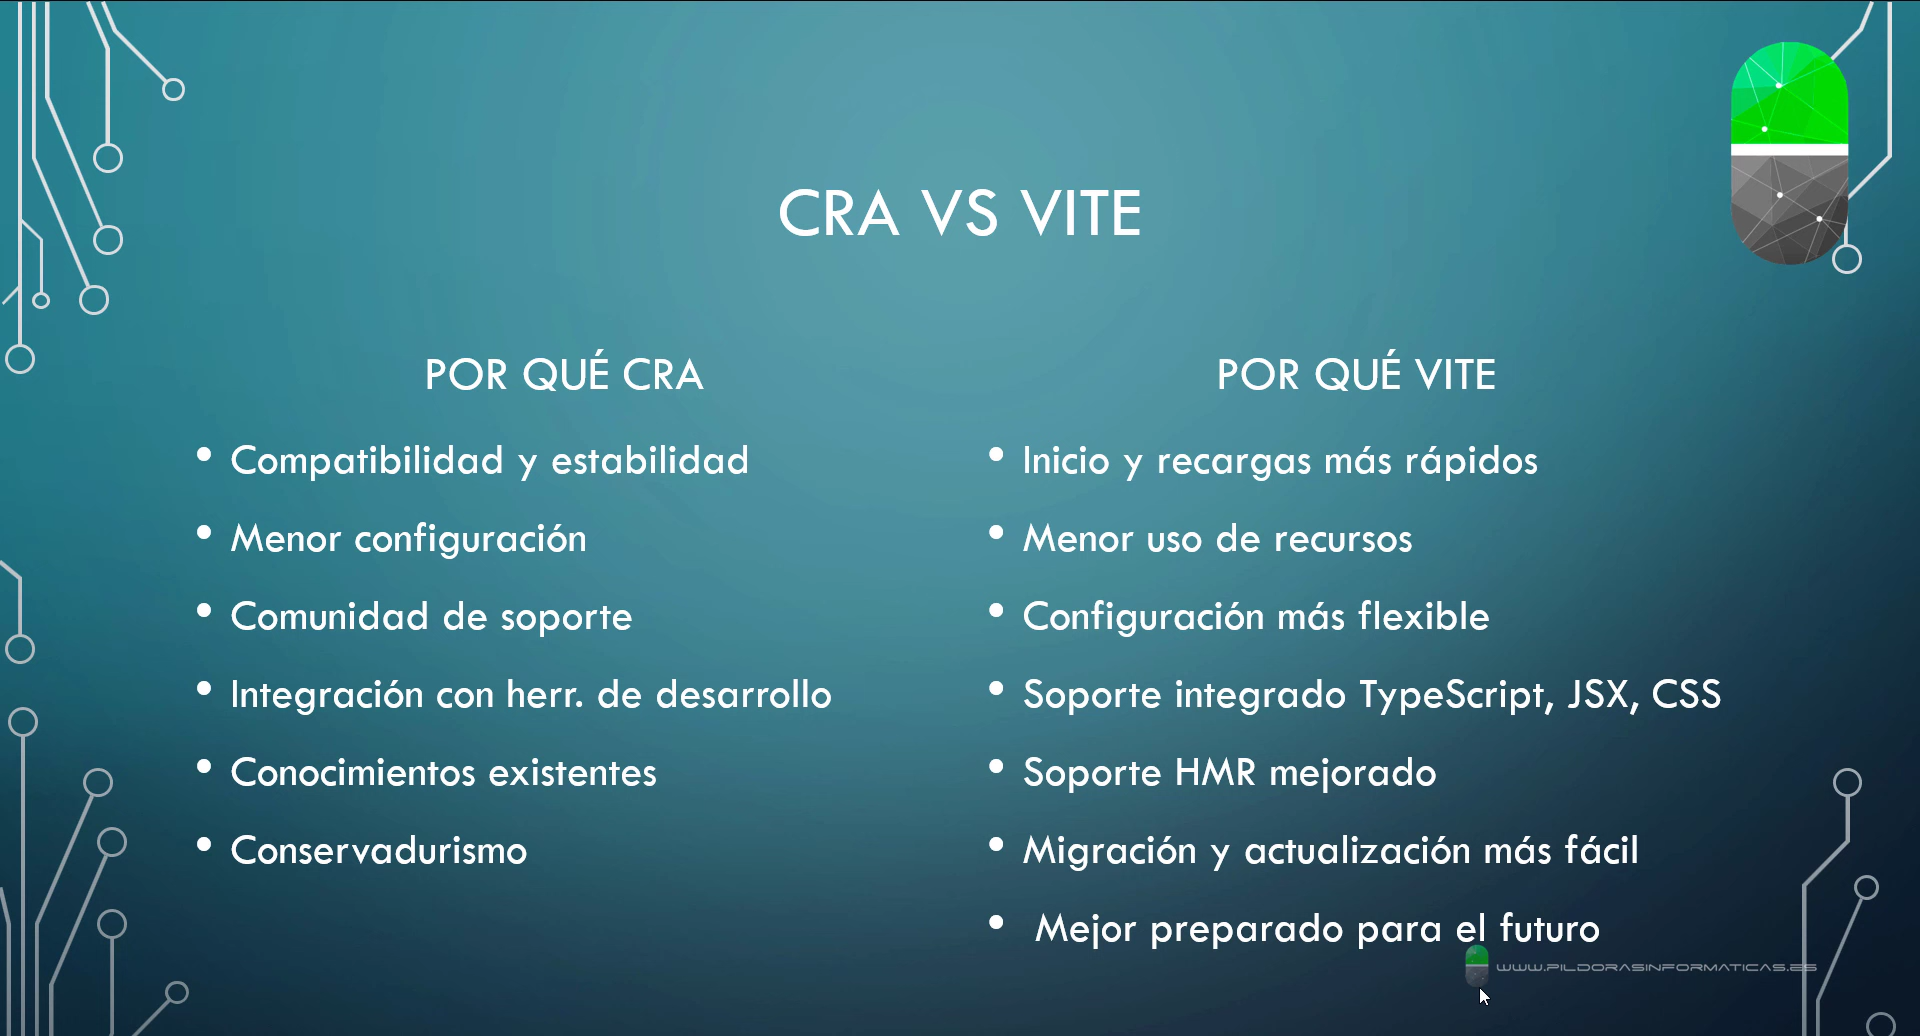 CRA VS VITE
POR QUÉ CRA
• Compatibilidad y estabilidad
• Menor configuración
• Comunidad de soporte
• Integración con herr. de desarrollo
• Conocimientos existentes
• Conservadurismo
POR QUÉ VITE
• Inicio y recargas más rápidos
• Menor uso de recursos
• Configuración más flexible
• Soporte integrado TypeScript, JSX, CSS
• Soporte HMR mejorado
• Migración y actualización más fácil
• Mejor preparado para el futuro
WWW.PILDORASINFORMATICAS.ES